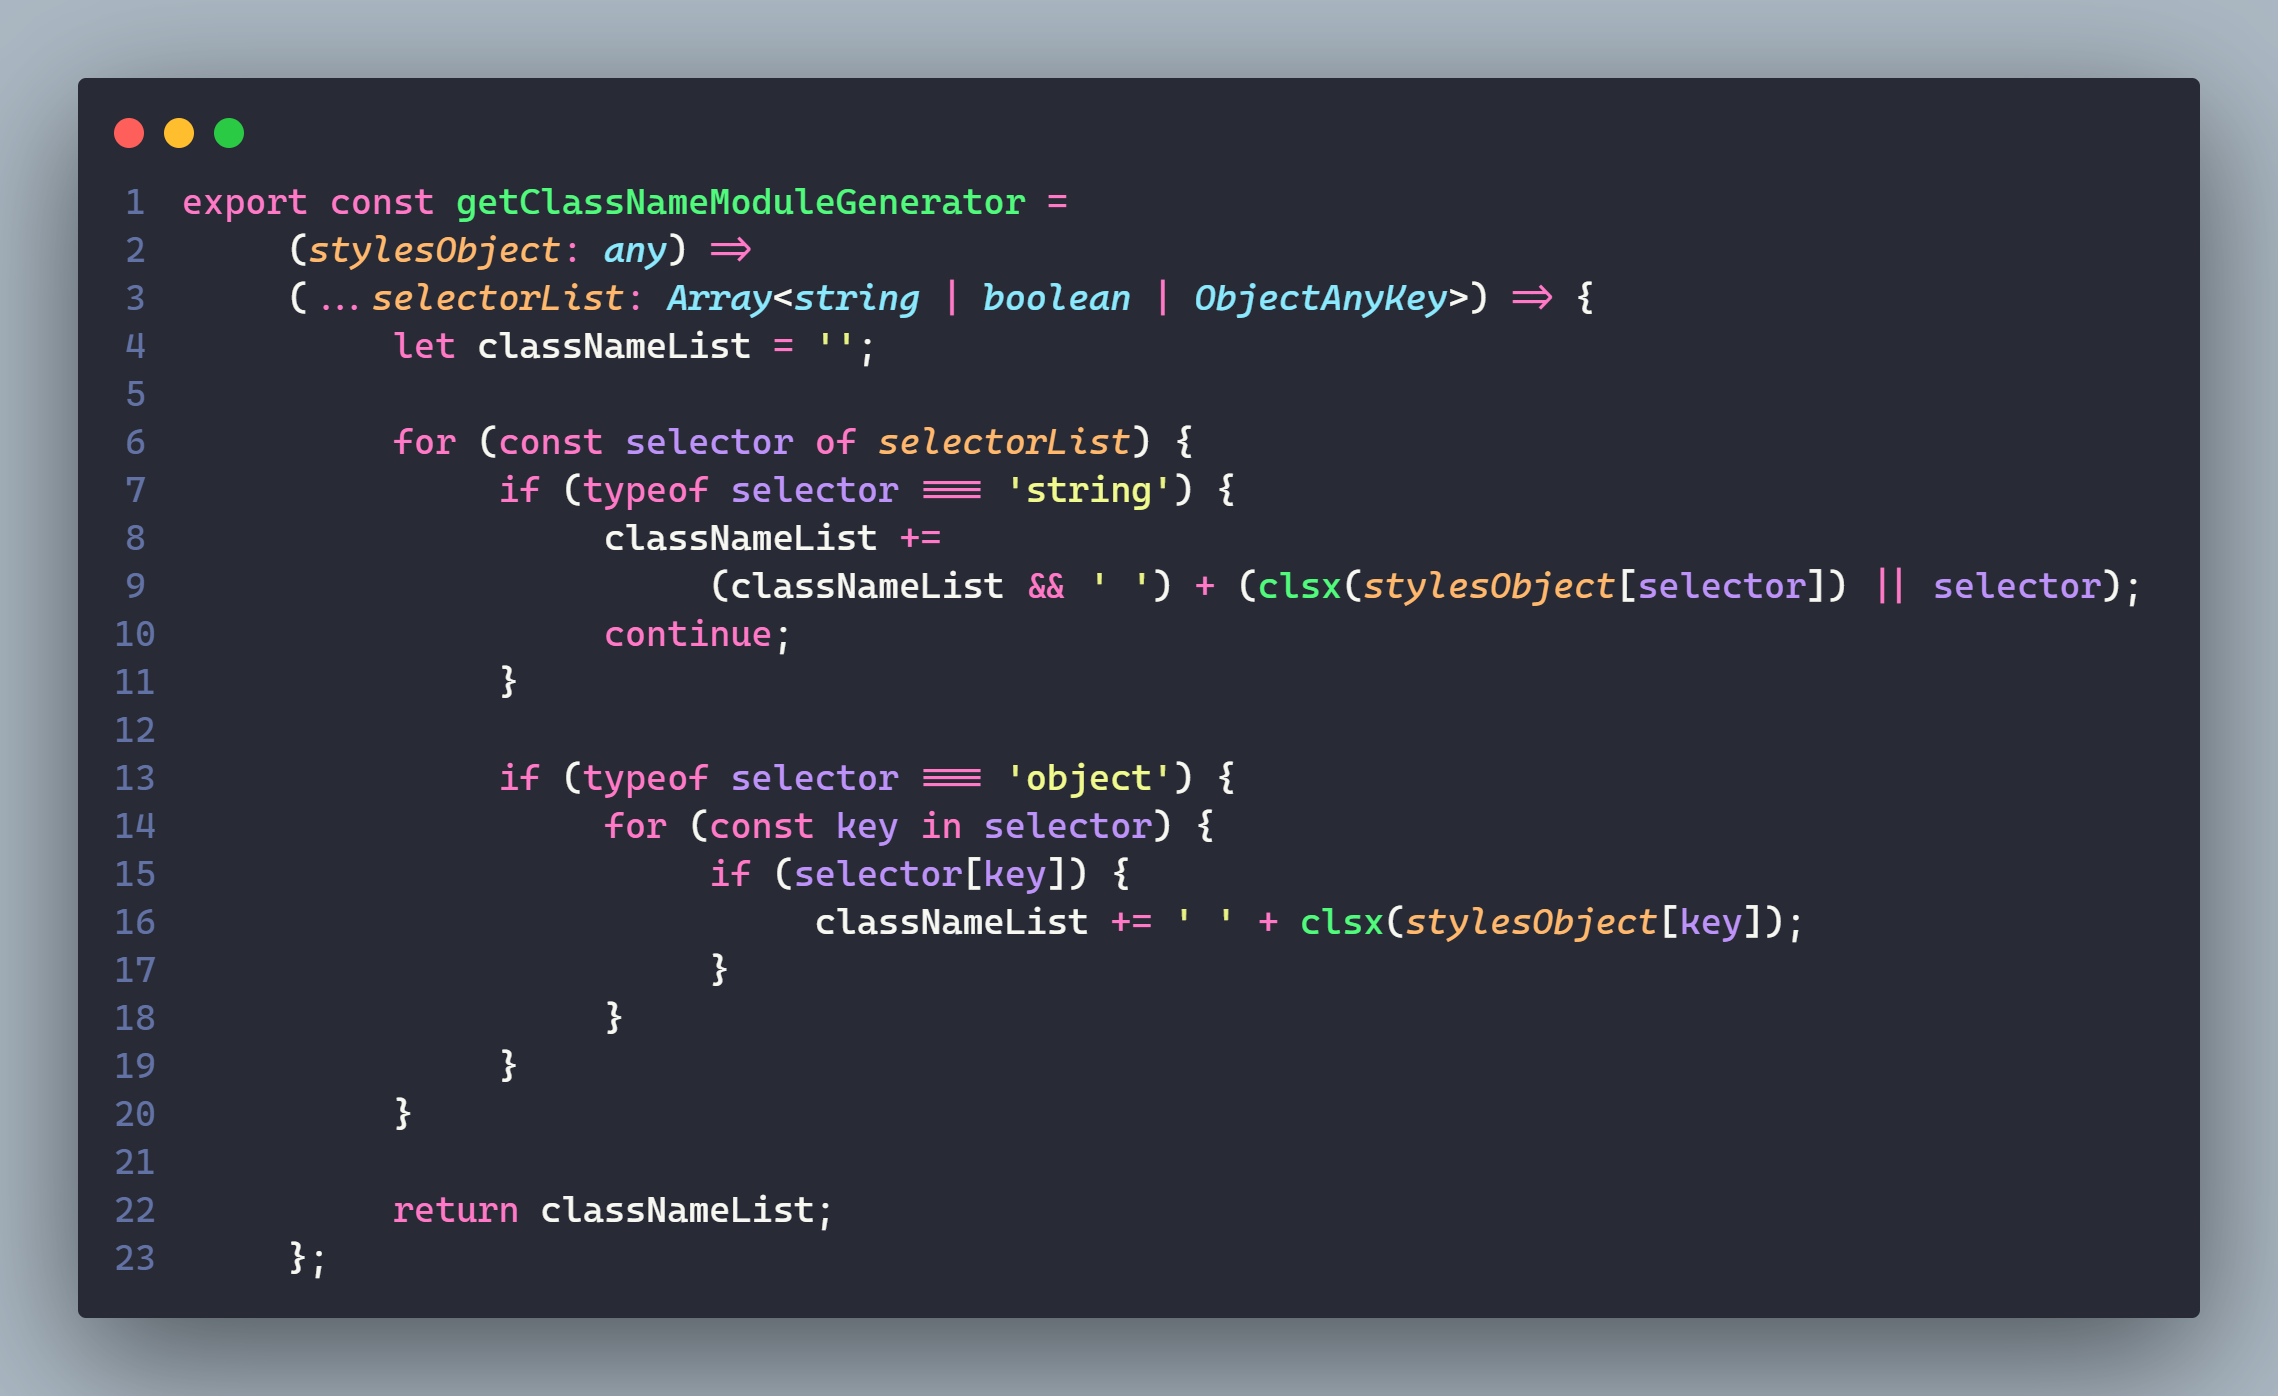 1 export const getClassNameModuleGenerator =
2 (stylesObject: any) =>
3 (...selectorList: Array<string | boolean | ObjectAnyKey>) => {
4 let classNameList = '';
5
6 for (const selector of selectorList) {
7 if (typeof selector === 'string') {
8 classNameList +=
9 (classNameList && ' ') + (clsx(stylesObject[selector]) || selector);
10 continue;
11 }
12
13 if (typeof selector === 'object') {
14 for (const key in selector) {
15 if (selector[key]) {
16 classNameList += ' ' + clsx(stylesObject[key]);
17 }
18 }
19 }
20 }
21
22 return classNameList;
23 };